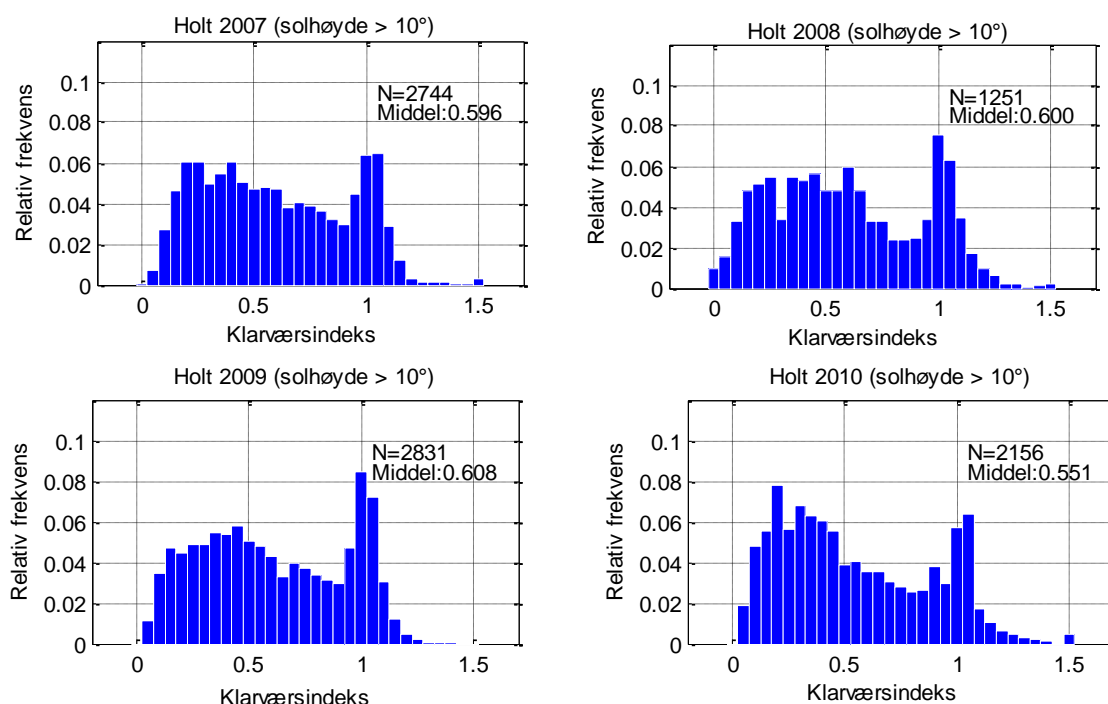 Holt 2007 (solhøyde > 10°)
0.1
0.08
0.06
0.04
0.02
0
Relativ frekvens
N=2744
Middel:0.596
0 0.5 1 1.5
Klarværsindeks
Holt 2008 (solhøyde > 10°)
0.1
0.08
0.06
0.04
0.02
0
Relativ frekvens
N=1251
Middel:0.600
0 0.5 1 1.5
Klarværsindeks
Holt 2009 (solhøyde > 10°)
0.1
0.08
0.06
0.04
0.02
0
Relativ frekvens
N=2831
Middel:0.608
0 0.5 1 1.5
Klarværsindeks
Holt 2010 (solhøyde > 10°)
0.1
0.08
0.06
0.04
0.02
0
Relativ frekvens
N=2156
Middel:0.551
0 0.5 1 1.5
Klarværsindeks